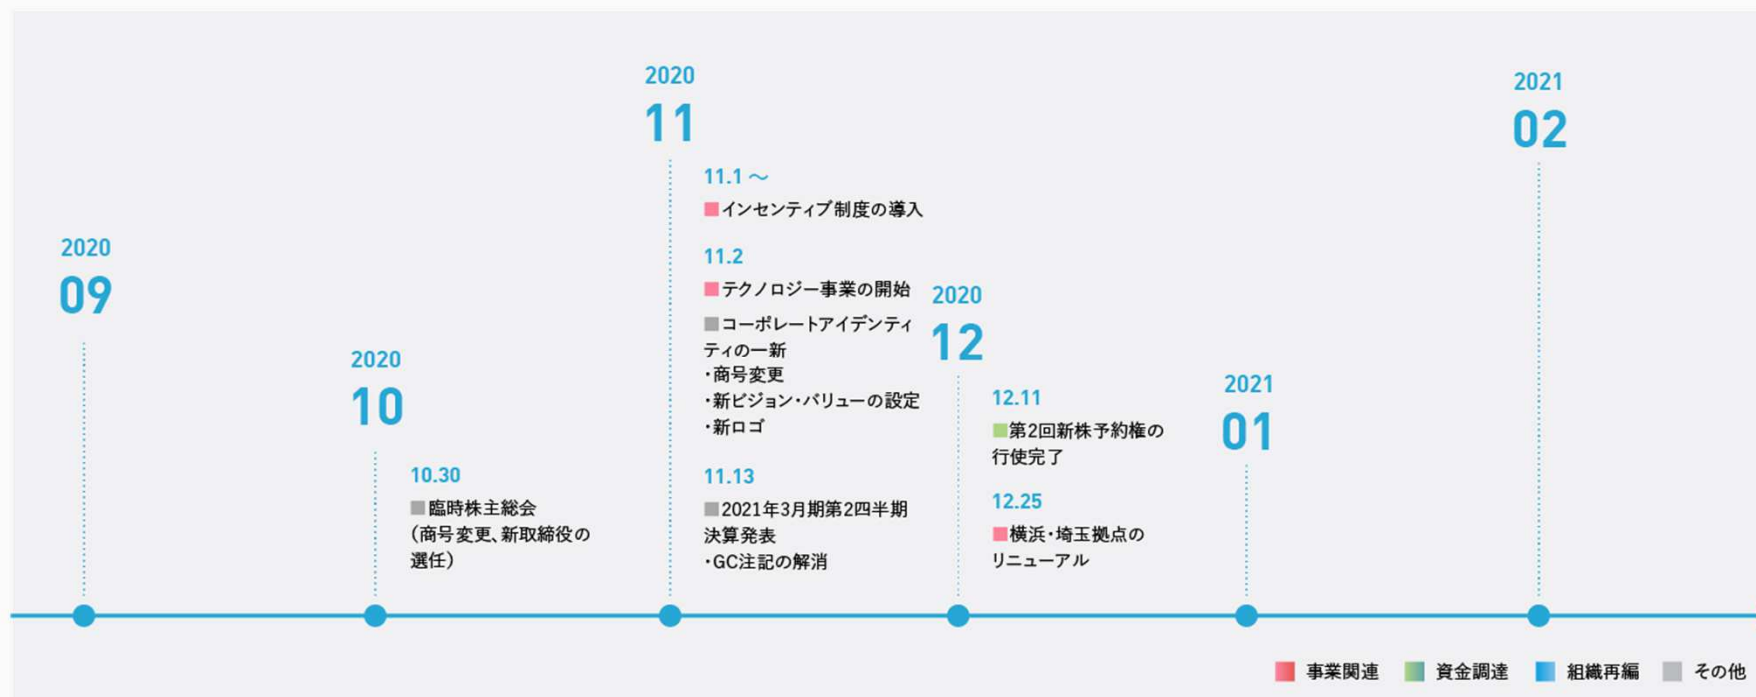 2020
09
2020
10
10.30
臨時株主総会
(商号変更、新取締役の
選任)
2020
11
11.1 ～
インセンティブ制度の導入
11.2
テクノロジー事業の開始
コーポレートアイデンティ
ティの一新
・商号変更
・新ビジョン・バリューの設定
・新ロゴ
11.13
2021年3月期第2四半期
決算発表
・GC注記の解消
2020
12
12.11
第2回新株予約権の
行使完了
12.25
横浜・埼玉拠点の
リニューアル
2021
01
2021
02
事業関連 資金調達 組織再編 その他